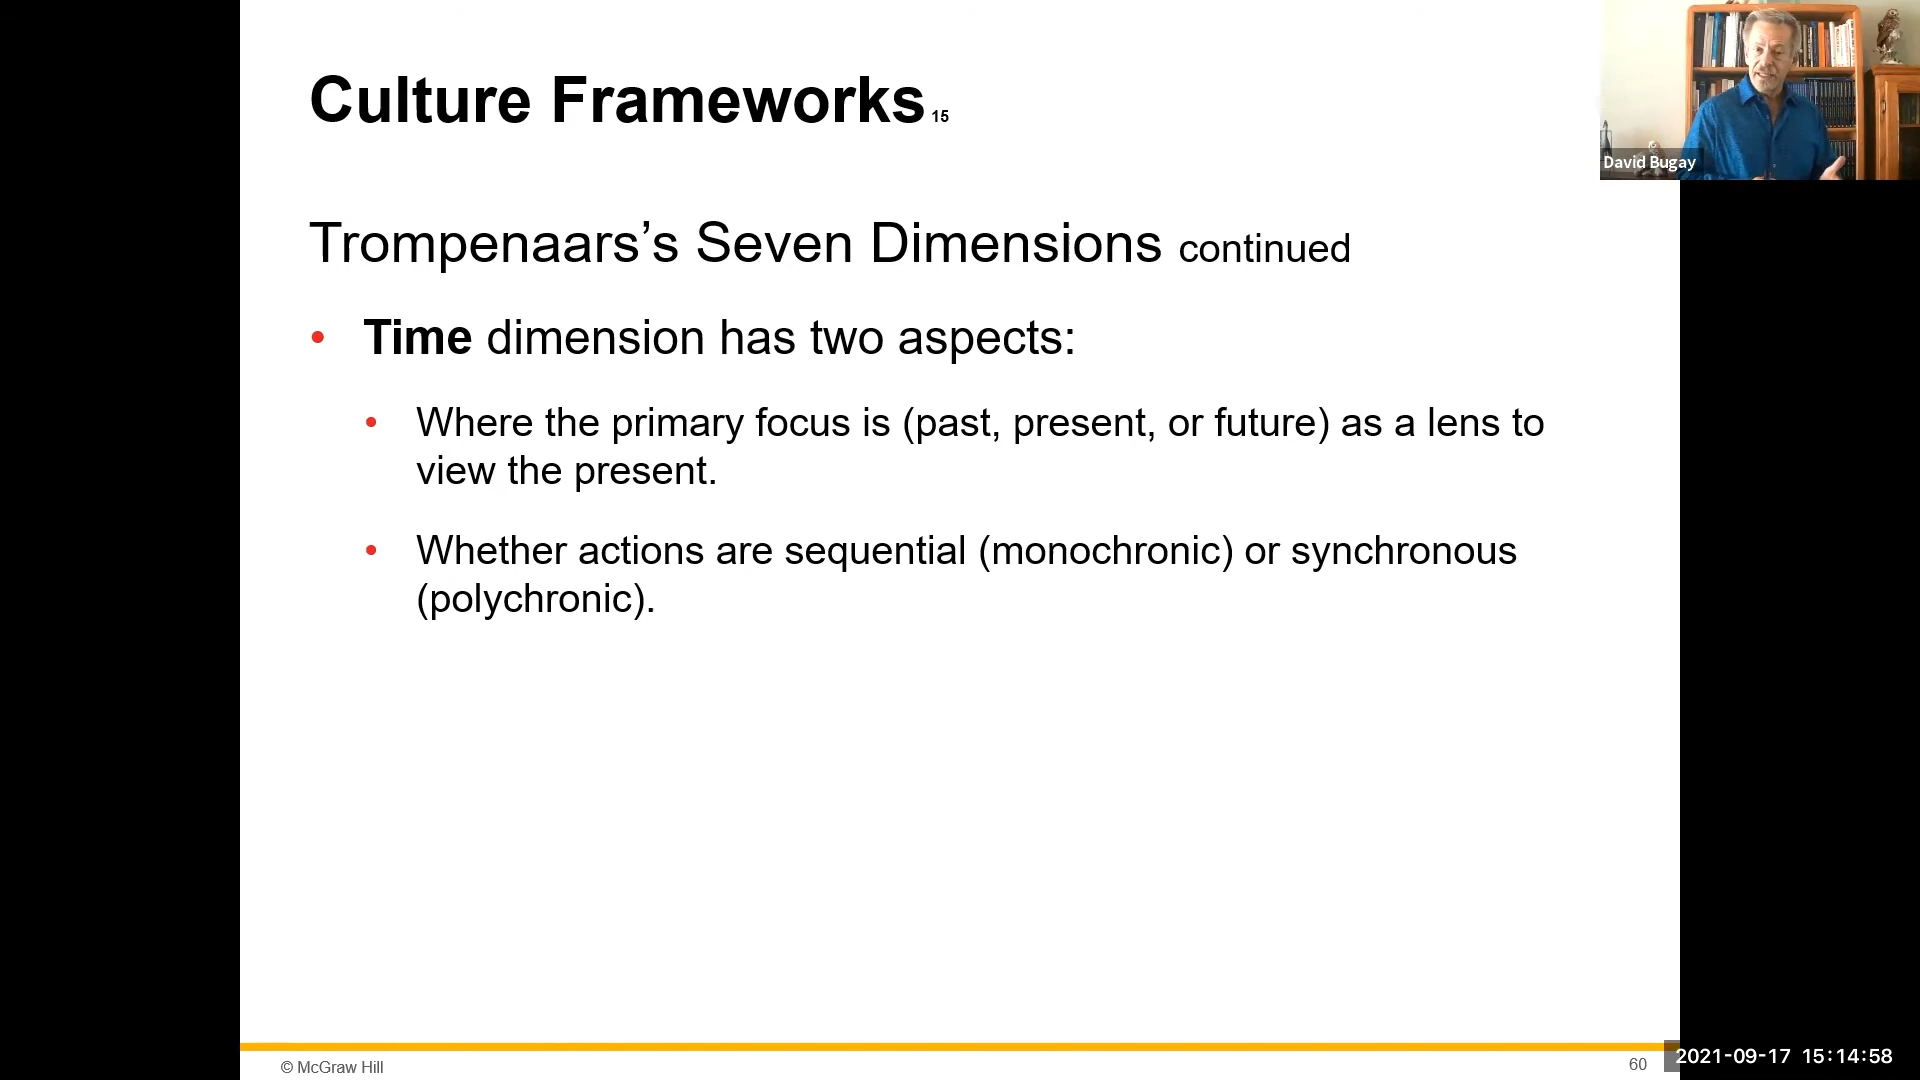 Culture Frameworks 15
David Bugay
Trompenaars’s Seven Dimensions continued
• Time dimension has two aspects:
• Where the primary focus is (past, present, or future) as a lens to
view the present.
• Whether actions are sequential (monochronic) or synchronous
(polychronic).
© McGraw Hill
60
2021-09-17 15:14:58